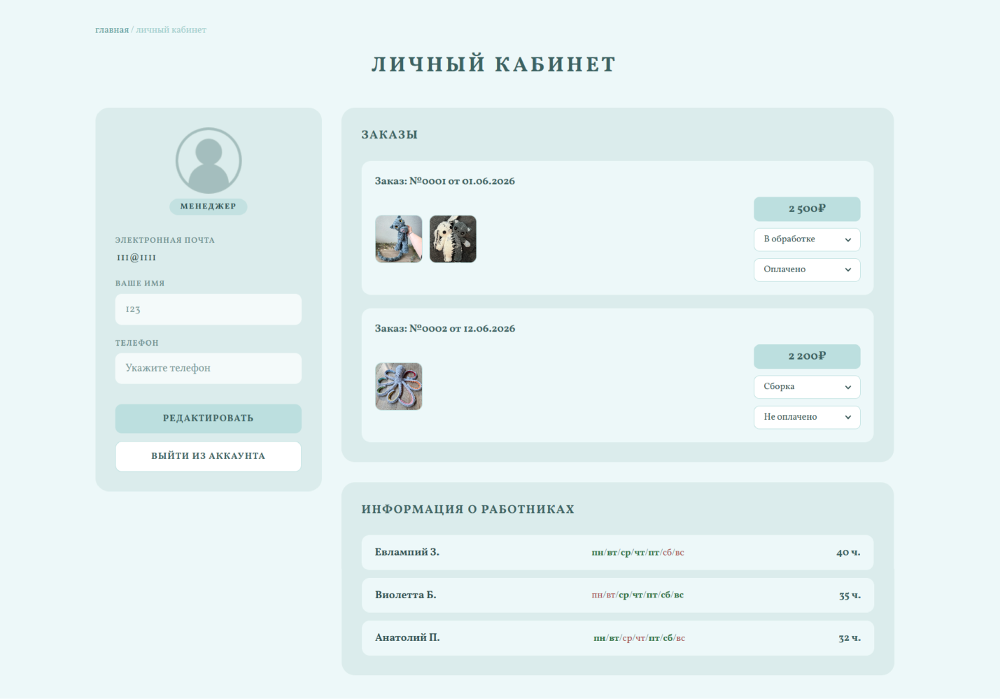 главная / личный кабинет
ЛИЧНЫЙ КАБИНЕТ
МЕНЕДЖЕР
ЭЛЕКТРОННАЯ ПОЧТА
111@1111
ВАШЕ ИМЯ
123
ТЕЛЕФОН
Укажите телефон
РЕДАКТИРОВАТЬ
ВЫЙТИ ИЗ АККАУНТА
ЗАКАЗЫ
Заказ: №0001 от 01.06.2026
2 500₽
В обработке
Оплачено
Заказ: №0002 от 12.06.2026
2 200₽
Сборка
Не оплачено
ИНФОРМАЦИЯ О РАБОТНИКАХ
Евлампий З. пн/вт/ср/чт/пт/сб/вс 40 ч.
Виолетта Б. пн/вт/ср/чт/пт/сб/вс 35 ч.
Анатолий П. пн/вт/ср/чт/пт/сб/вс 32 ч.